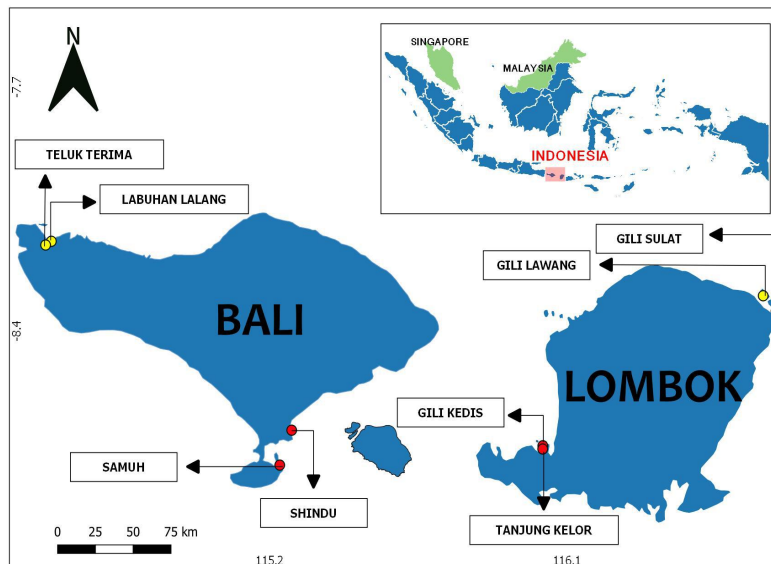 N
SINGAPORE
MALAYSIA
INDONESIA
-7.7
TELUK TERIMA
LABUHAN LALANG
GILI SULAT
GILI LAWANG
-8.4
BALI
LOMBOK
GILI KEDIS
SAMUH
SHINDU
TANJUNG KELOR
0 25 50 75 km
115.2 116.1